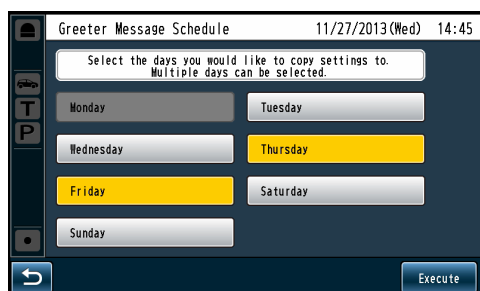 Greeter Message Schedule 11/27/2013(Wed) 14:45
Select the days you would like to copy settings to.
Multiple days can be selected.
Monday Tuesday
T
P
Wednesday Thursday
Friday Saturday
Sunday
Execute